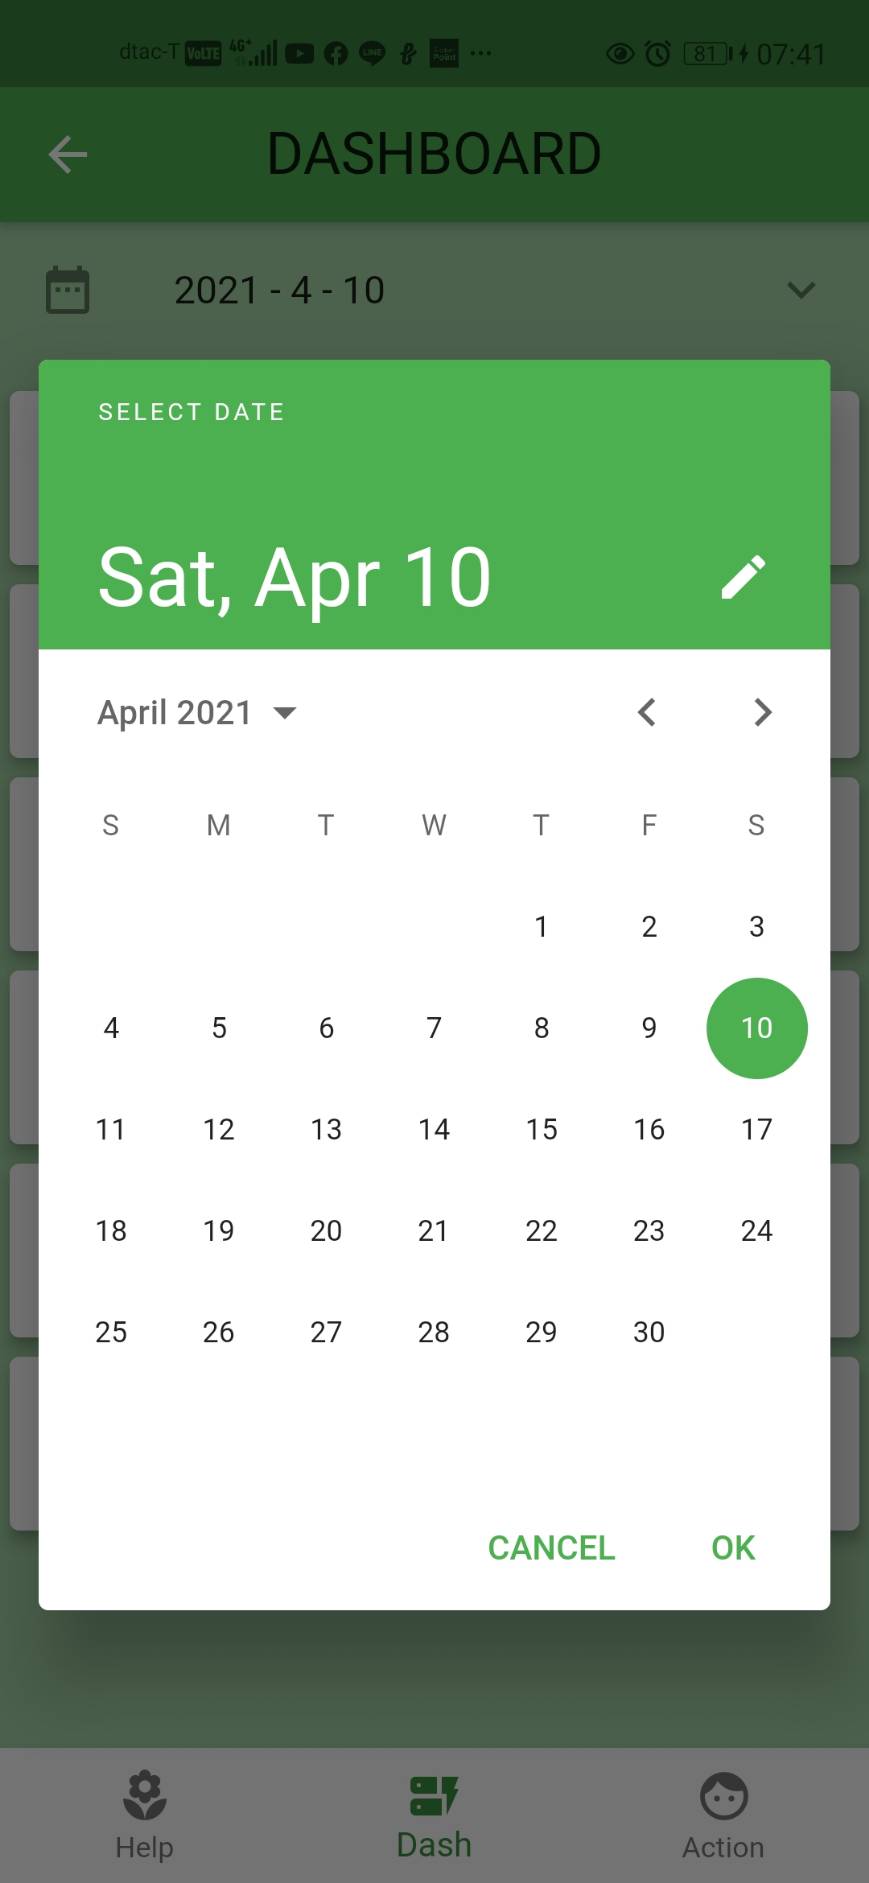 dtac-T VoLTE 4G+ LINE 81 07:41
DASHBOARD
2021 - 4 - 10
SELECT DATE
Sat, Apr 10
April 2021
S M T W T F S
1 2 3
4 5 6 7 8 9 10
11 12 13 14 15 16 17
18 19 20 21 22 23 24
25 26 27 28 29 30
CANCEL OK
Help Dash Action